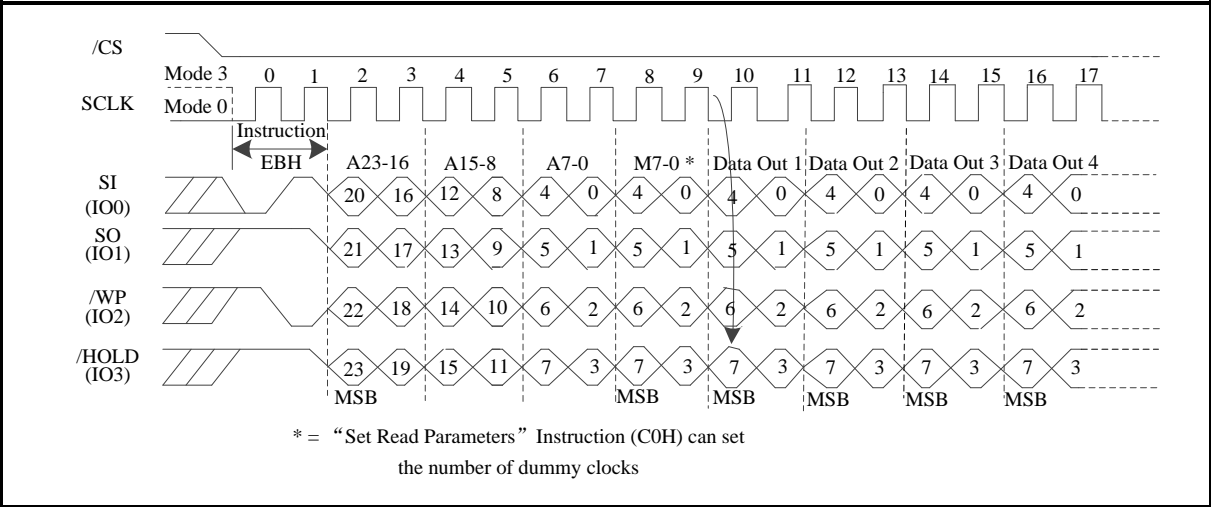 /CS
Mode 3 0 1 2 3 4 5 6 7 8 9 10 11 12 13 14 15 16 17
SCLK Mode 0
Instruction
EBH A23-16 A15-8 A7-0 M7-0 * Data Out 1 Data Out 2 Data Out 3 Data Out 4
SI
(IO0) 20 16 12 8 4 0 4 0 4 0 4 0 4 0 4 0
SO
(IO1) 21 17 13 9 5 1 5 1 5 1 5 1 5 1 5 1
/WP
(IO2) 22 18 14 10 6 2 6 2 6 2 6 2 6 2 6 2
/HOLD
(IO3) 23 19 15 11 7 3 7 3 7 3 7 3 7 3 7 3
MSB MSB MSB MSB MSB MSB
* = “Set Read Parameters” Instruction (C0H) can set
the number of dummy clocks